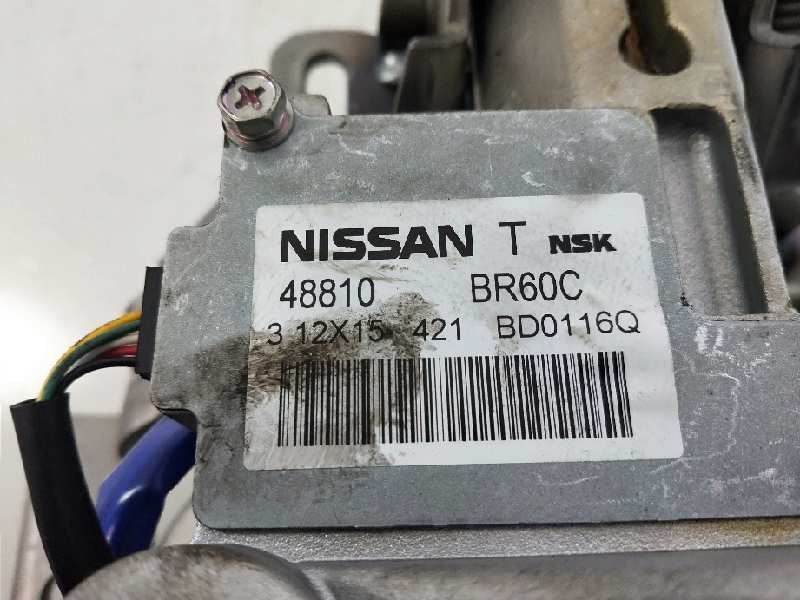 NISSAN T NSK
48810 BR60C
3 12X15 421 BD0116Q